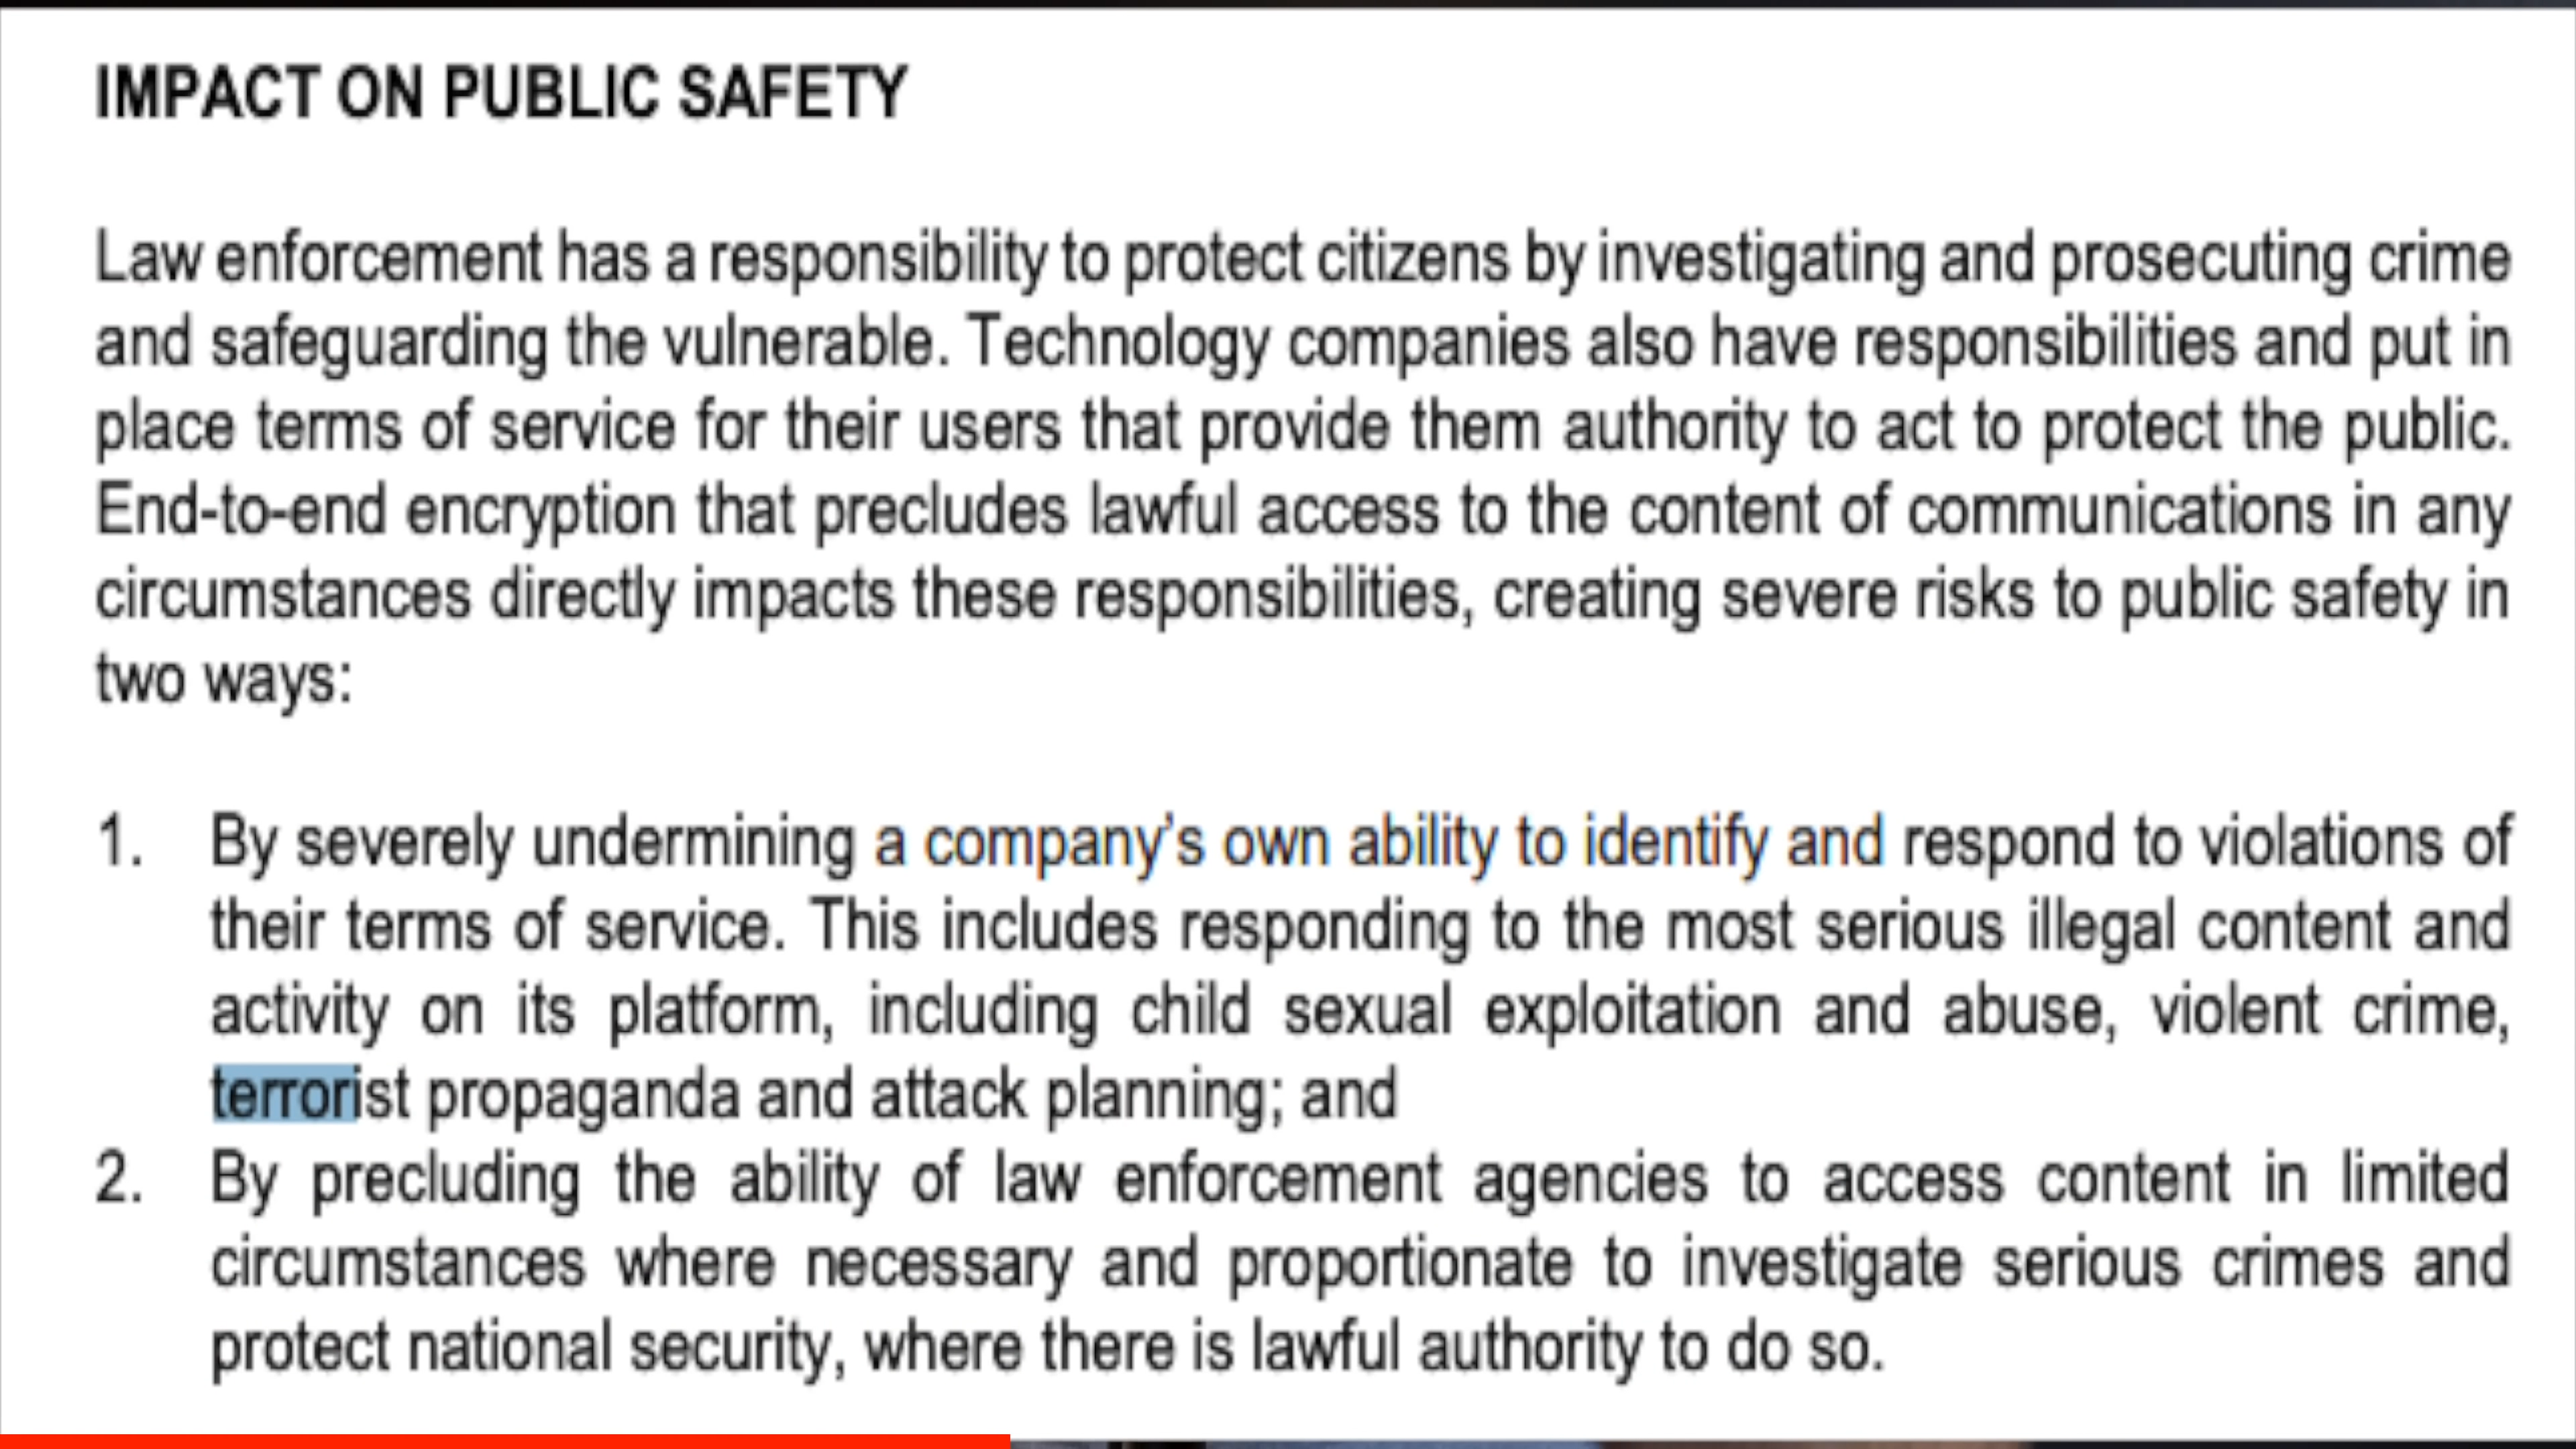 IMPACT ON PUBLIC SAFETY
Law enforcement has a responsibility to protect citizens by investigating and prosecuting crime
and safeguarding the vulnerable. Technology companies also have responsibilities and put in
place terms of service for their users that provide them authority to act to protect the public.
End-to-end encryption that precludes lawful access to the content of communications in any
circumstances directly impacts these responsibilities, creating severe risks to public safety in
two ways:
1. By severely undermining a company’s own ability to identify and respond to violations of
their terms of service. This includes responding to the most serious illegal content and
activity on its platform, including child sexual exploitation and abuse, violent crime,
terrorist propaganda and attack planning; and
2. By precluding the ability of law enforcement agencies to access content in limited
circumstances where necessary and proportionate to investigate serious crimes and
protect national security, where there is lawful authority to do so.